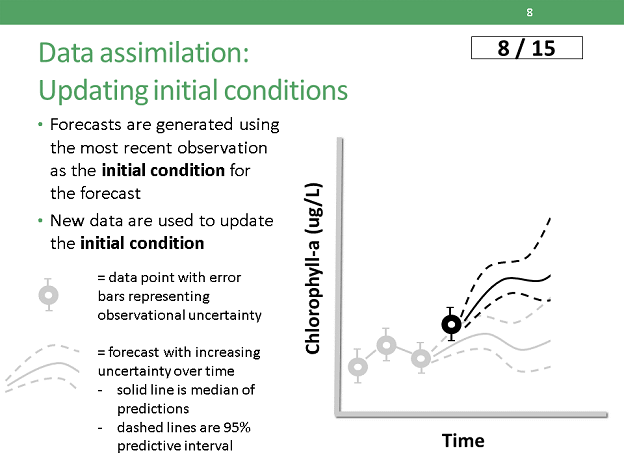 8
Data assimilation:
Updating initial conditions
8 / 15
• Forecasts are generated using
the most recent observation
as the initial condition for
the forecast
• New data are used to update
the initial condition
= data point with error
bars representing
observational uncertainty
= forecast with increasing
uncertainty over time
- solid line is median of
predictions
- dashed lines are 95%
predictive interval
Chlorophyll-a (ug/L)
Time